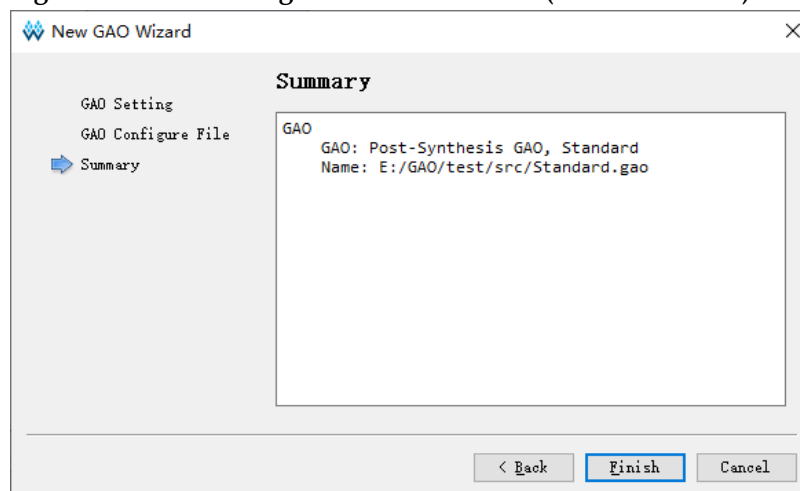 New GAO Wizard
Summary
GAO Setting
GAO Configure File
Summary
GAO
GAO: Post-Synthesis GAO, Standard
Name: E:/GAO/test/src/Standard.gao
< Back
Finish
Cancel